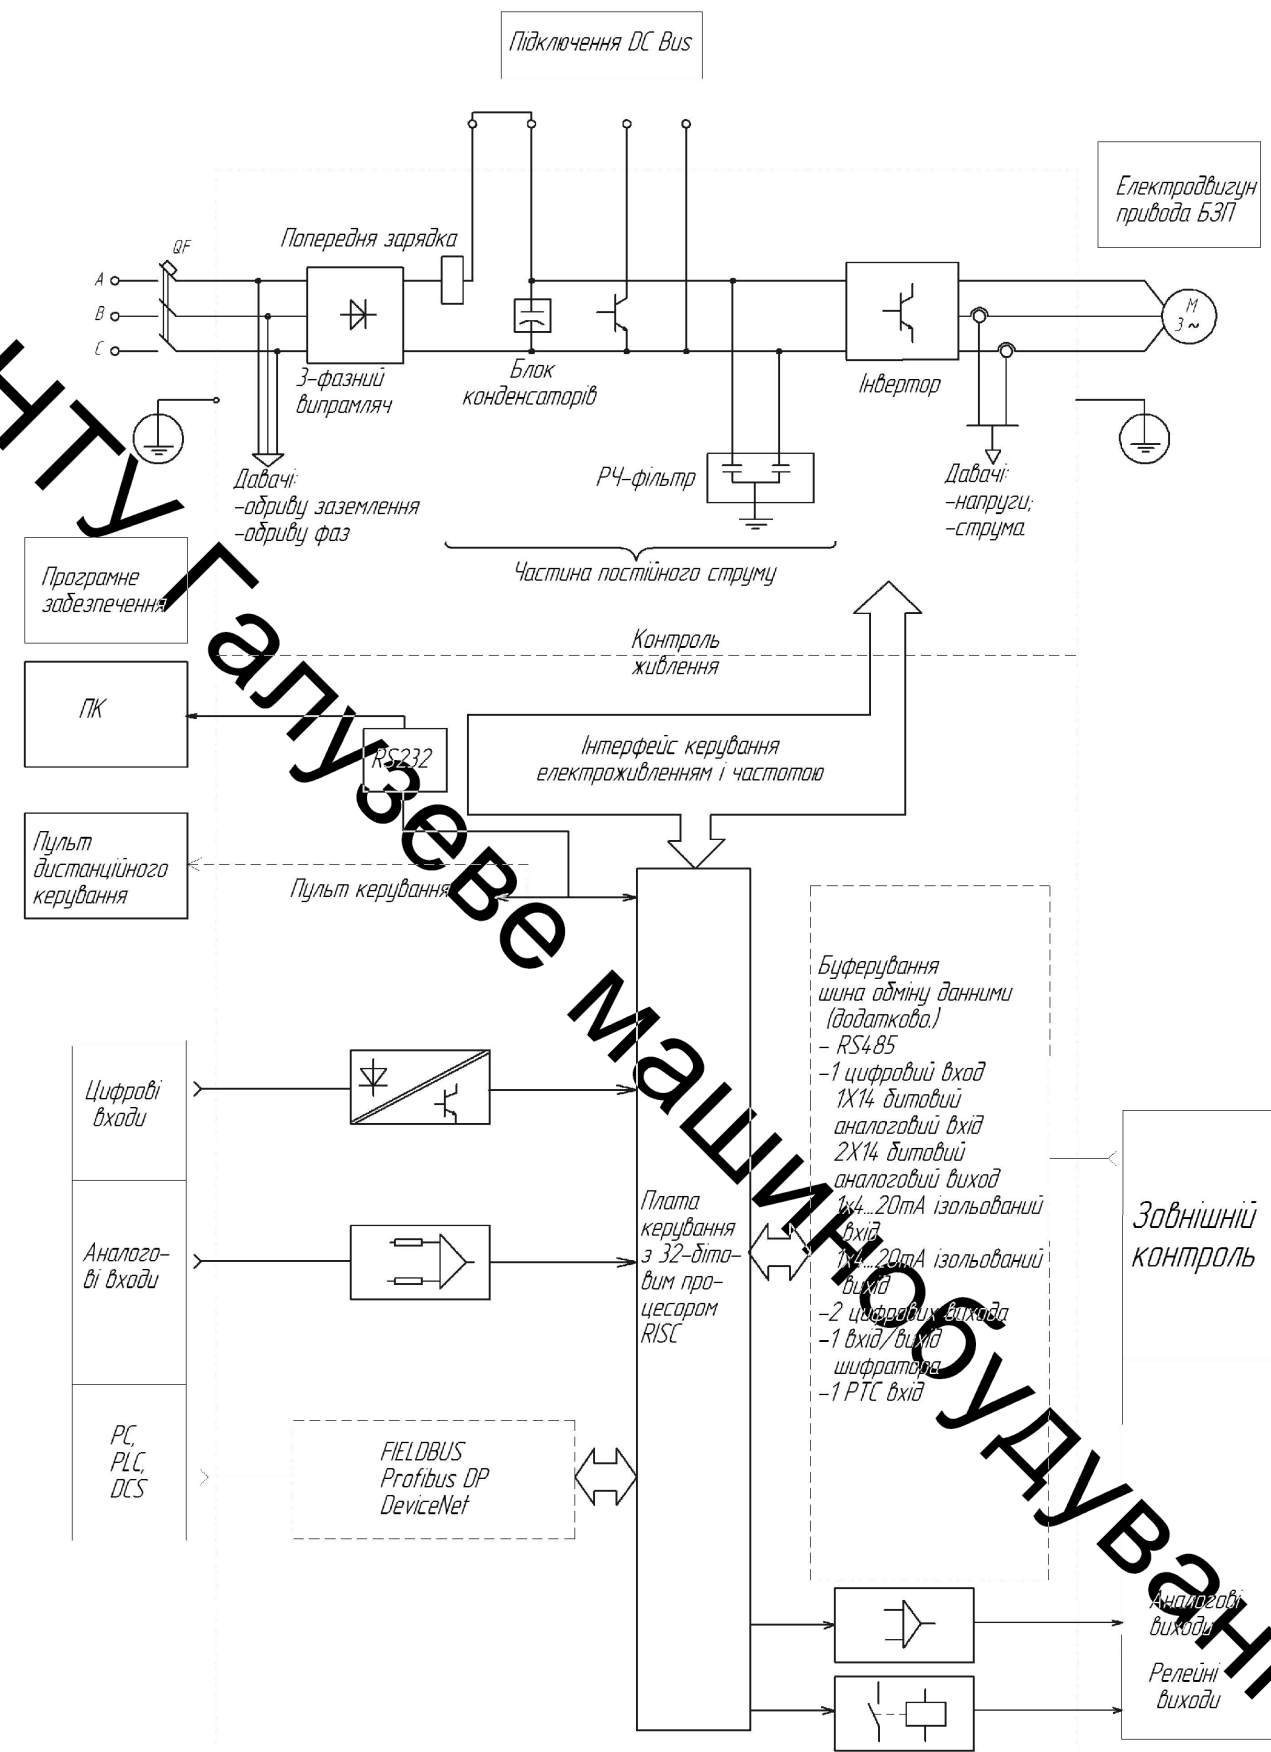 Підключення DC Bus
Електродвигун
привода БЗП
Попередня зарядка
QF
A
B
C
M
3 ~
3-фазний
випрамляч
Блок
конденсаторів
Інвертор
Давачі:
-обриву заземлення
-обриву фаз
РЧ-фільтр
Давачі:
-напруги;
-струма.
Частина постійного струму
Програмне
забезпечення
Контроль
живлення
ПК
RS232
Інтерфейс керування
електроживленням і частотою
Пульт
дистанційного
керування
Пульт керування
Буферування
шина обміну данними
(додатково.)
- RS485
-1 цифровий вход
1X14 битовий
аналоговий вхід
2X14 битовий
аналоговий виход
1x4...20mA ізольований
вхід
1x4...20mA ізольований
вихід
-2 цифрових вихода
-1 вхід/вихід
шифратора
-1 PTC вхід
Цифрові
входи
Аналого-
ві входи
Плата
керування
з 32-біто-
вим про-
цесором
RISC
Зовнішній
контроль
PC,
PLC,
DCS
FIELDBUS
Profibus DP
DeviceNet
Аналогові
виходи
Релейні
виходи
НТУ Галузеве машинобудуванн